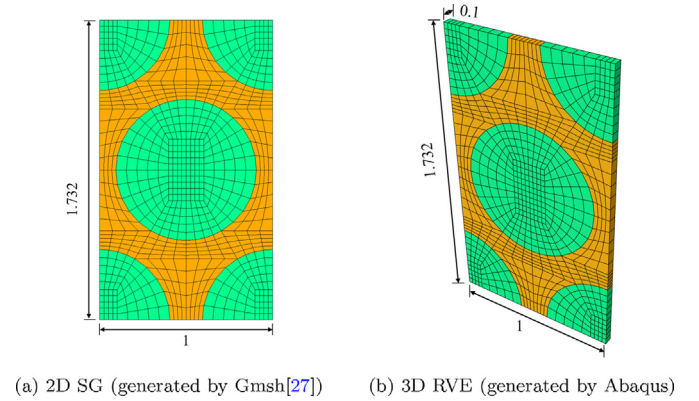 0.1
1.732
1.732
1
1
(a) 2D SG (generated by Gmsh[27])
(b) 3D RVE (generated by Abaqus)